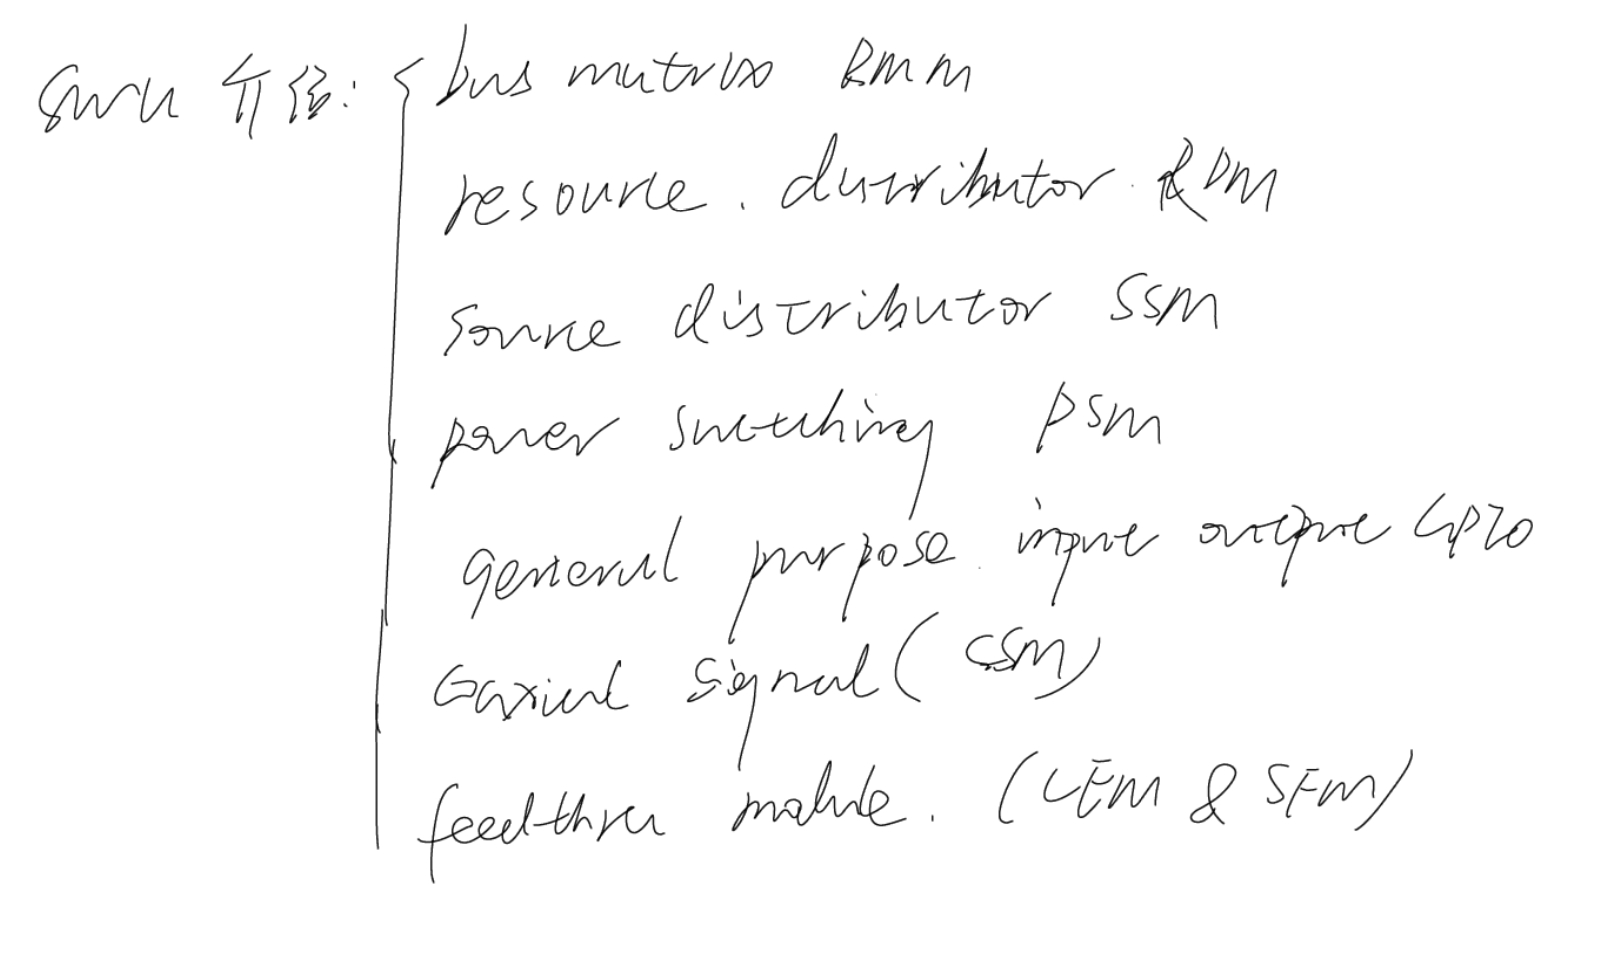 SWU 介绍: bus matrix BMM
resource. distributor. RDM
source distributor SSM
power switching PSM
general purpose. input output GPIO
Coaxial signal (CSM)
feedthru module. (CFM & SFM)